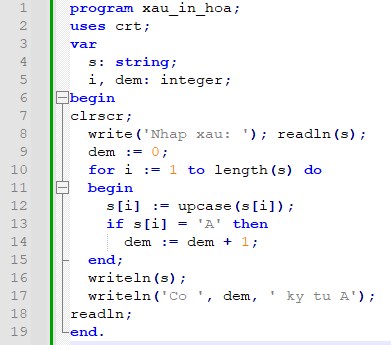 1 program xau_in_hoa;
2 uses crt;
3 var
4 s: string;
5 i, dem: integer;
6 begin
7 clrscr;
8 write('Nhap xau: '); readln(s);
9 dem := 0;
10 for i := 1 to length(s) do
11 begin
12 s[i] := upcase(s[i]);
13 if s[i] = 'A' then
14 dem := dem + 1;
15 end;
16 writeln(s);
17 writeln('Co ', dem, ' ky tu A');
18 readln;
19 end.